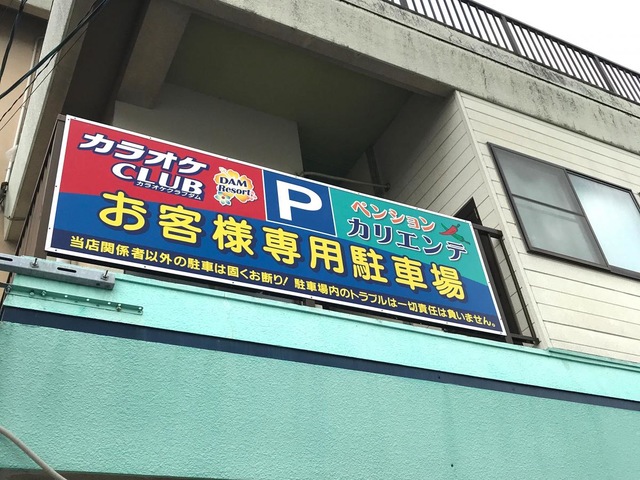 カラオケ
CLUB
カラオケクラブダム
DAM
Resort
P
ペンション
カリエンテ
お客様専用駐車場
当店関係者以外の駐車は固くお断り! 駐車場内のトラブルは一切責任は負いません。